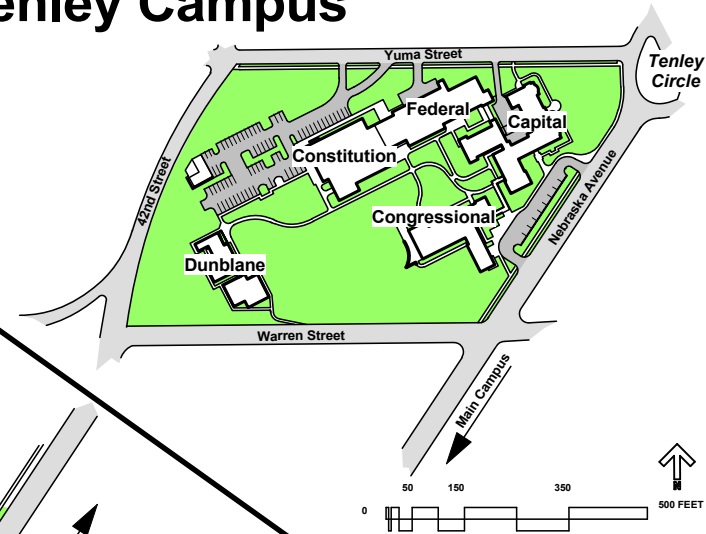 enley Campus
Yuma Street
Tenley
Circle
Federal
Capital
Constitution
42nd Street
Nebraska Avenue
Congressional
Dunblane
Warren Street
Main Campus
50 150 350
0 500 FEET
N